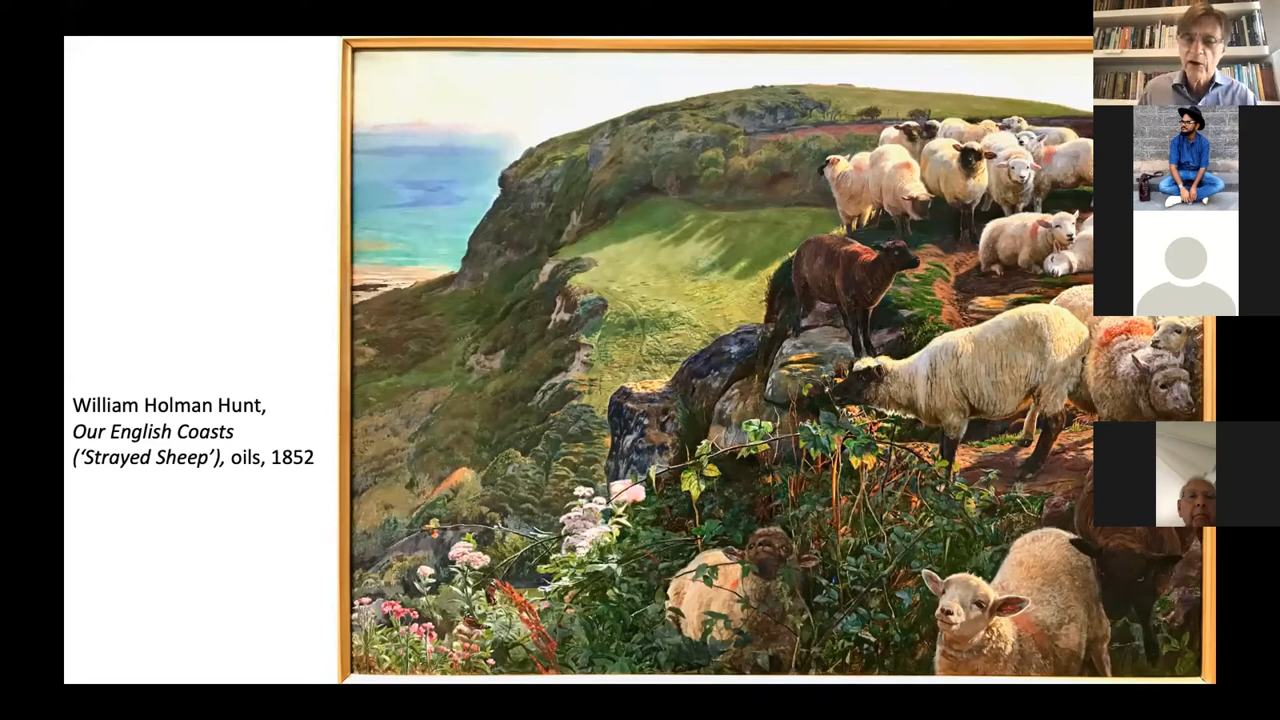 William Holman Hunt,
Our English Coasts
(‘Strayed Sheep’), oils, 1852